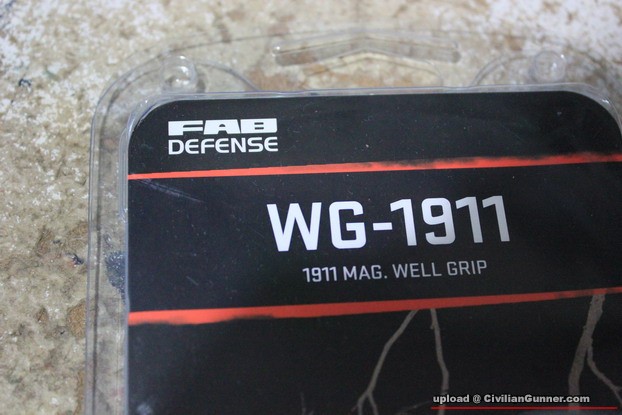 FAB
DEFENSE
WG-1911
1911 MAG. WELL GRIP
upload @ CivilianGunner.com